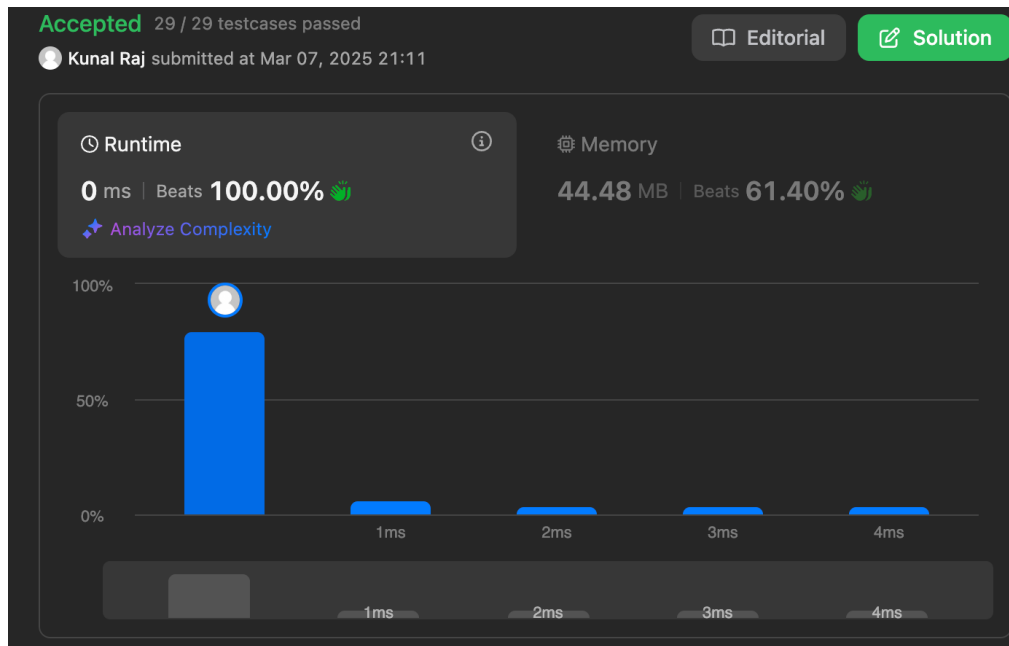 Accepted 29 / 29 testcases passed
Editorial
Solution
Kunal Raj submitted at Mar 07, 2025 21:11
Runtime
0 ms | Beats 100.00%
Analyze Complexity
Memory
44.48 MB | Beats 61.40%
100%
50%
0%
1ms 2ms 3ms 4ms
1ms 2ms 3ms 4ms